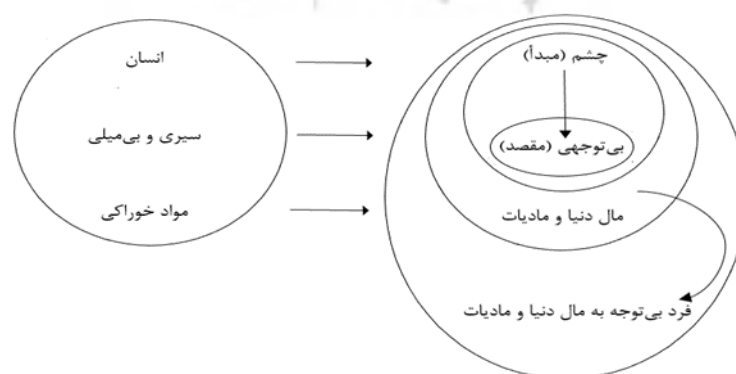 انسان
سیری و بی‌میلی
مواد خوراکی
چشم (مبدأ)
بی‌توجهی (مقصد)
مال دنیا و مادیات
فرد بی‌توجه به مال دنیا و مادیات